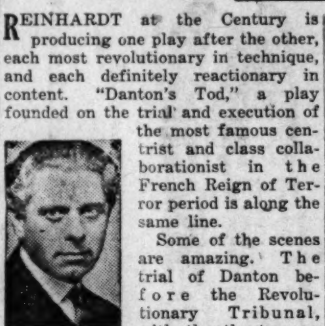 REINHARDT at the Century is
producing one play after the other,
each most revolutionary in technique,
and each definitely reactionary in
content. "Danton's Tod," a play
founded on the trial and execution of
the most famous cen-
trist and class colla-
borationist in the
French Reign of Ter-
ror period is along the
same line.
Some of the scenes
are amazing. The
trial of Danton be-
fore the Revolu-
tionary Tribunal,